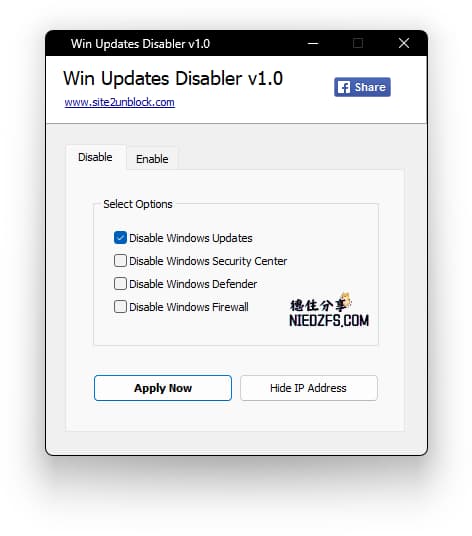 Win Updates Disabler v1.0
Win Updates Disabler v1.0
www.site2unblock.com
Share
Disable
Enable
Select Options
Disable Windows Updates
Disable Windows Security Center
Disable Windows Defender
Disable Windows Firewall
德住分享
NIEDZFS.COM
Apply Now
Hide IP Address